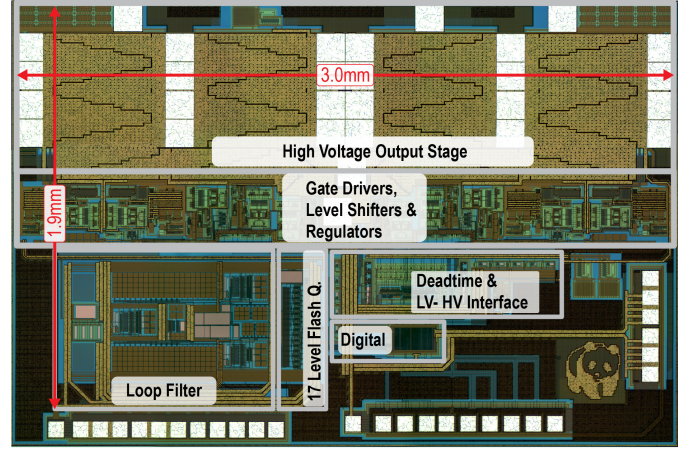 3.0mm
High Voltage Output Stage
1.9mm
Gate Drivers,
Level Shifters &
Regulators
Deadtime &
LV- HV Interface
17 Level Flash Q.
Digital
Loop Filter